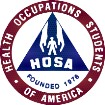 HEALTH OCCUPATIONS STUDENTS
HOSA
FOUNDED 1976
OF AMERICA